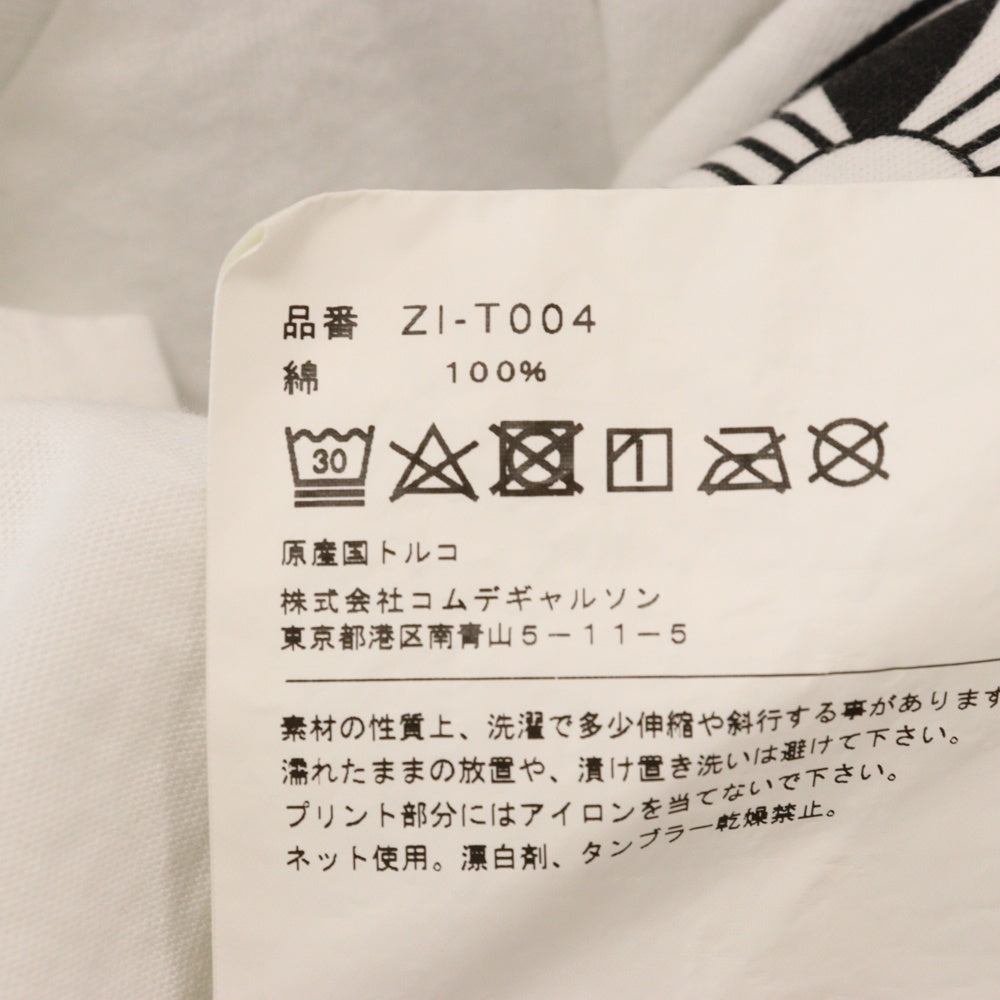 品番 ZI-T004
綿 100%
30
原産国トルコ
株式会社コムデギャルソン
東京都港区南青山5-11-5
素材の性質上、洗濯で多少伸縮や斜行する事があります
濡れたままの放置や、漬け置き洗いは避けて下さい。
プリント部分にはアイロンを当てないで下さい。
ネット使用。漂白剤、タンブラー乾燥禁止。